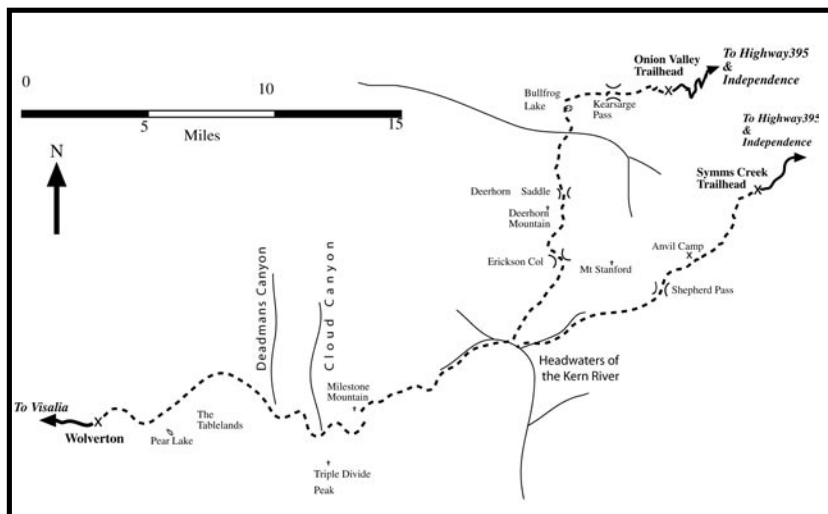 To Highway395
&
Independence
Onion Valley
Trailhead
0
10
5
15
Miles
N
Bullfrog
Lake
Kearsarge
Pass
To Highway395
&
Independence
Symms Creek
Trailhead
Deerhorn Saddle
Deerhorn
Mountain
Anvil Camp
Erickson Col
Mt Stanford
Shepherd Pass
Deadmans Canyon
Cloud Canyon
Headwaters of
the Kern River
Milestone
Mountain
To Visalia
The
Tablelands
Wolverton
Pear Lake
Triple Divide
Peak